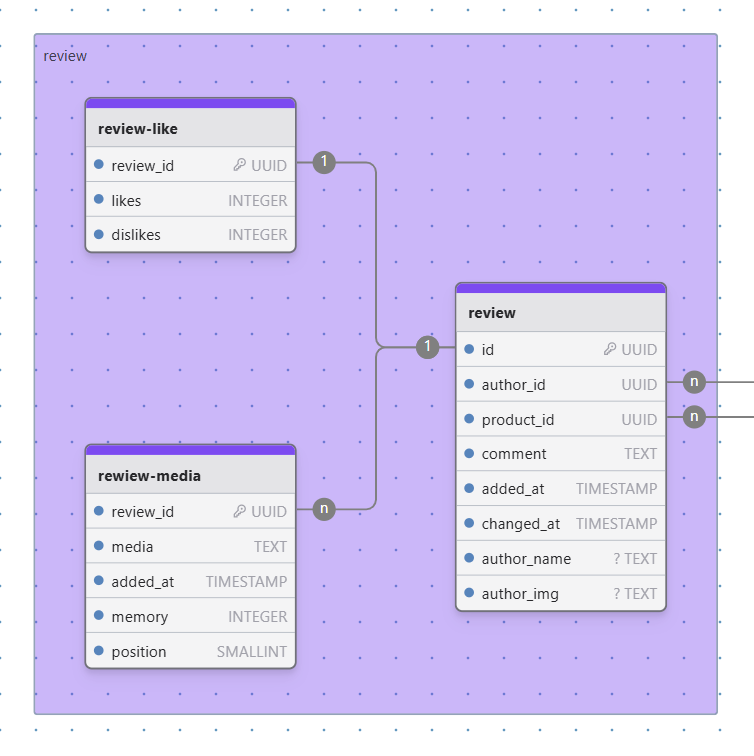 review
review-like
review_id UUID
likes INTEGER
dislikes INTEGER
1
1
review
id UUID
author_id UUID
n
product_id UUID
n
comment TEXT
added_at TIMESTAMP
changed_at TIMESTAMP
author_name ? TEXT
author_img ? TEXT
rewiew-media
review_id UUID
n
media TEXT
added_at TIMESTAMP
memory INTEGER
position SMALLINT